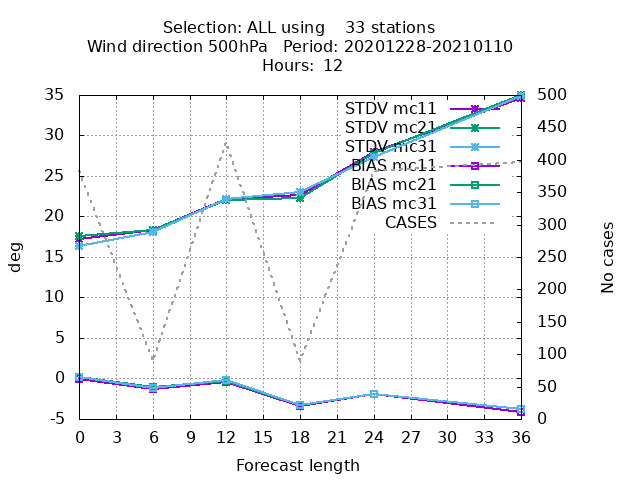 Selection: ALL using 33 stations
Wind direction 500hPa Period: 20201228-20210110
Hours: 12
STDV mc11
STDV mc21
STDV mc31
BIAS mc11
BIAS mc21
BIAS mc31
CASES
35
30
25
20
15
10
5
0
-5
deg
500
450
400
350
300
250
200
150
100
50
0
No cases
0 3 6 9 12 15 18 21 24 27 30 33 36
Forecast length